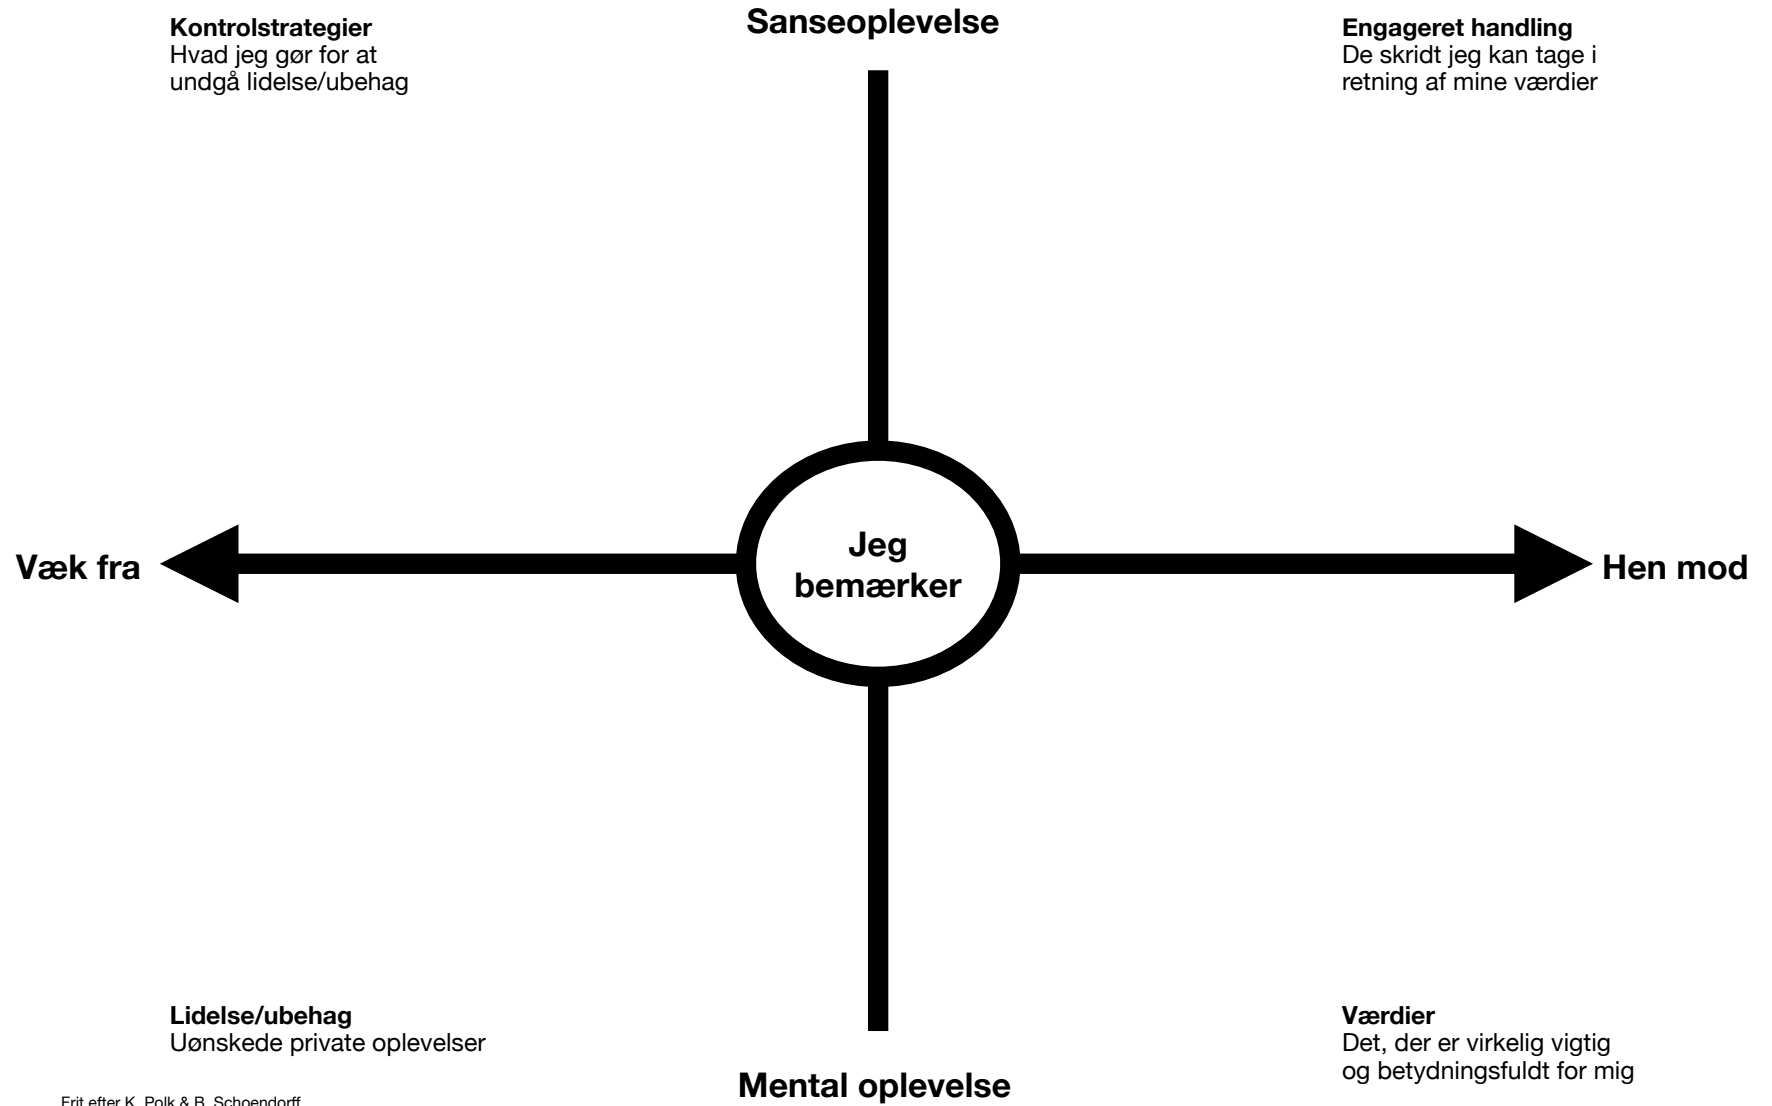 Kontrolstrategier
Hvad jeg gør for at
undgå lidelse/ubehag
Sanseoplevelse
Engageret handling
De skridt jeg kan tage i
retning af mine værdier
Væk fra
Jeg
bemærker
Hen mod
Lidelse/ubehag
Uønskede private oplevelser
Mental oplevelse
Værdier
Det, der er virkelig vigtig
og betydningsfuldt for mig
Frit efter K. Polk & B. Schoendorff